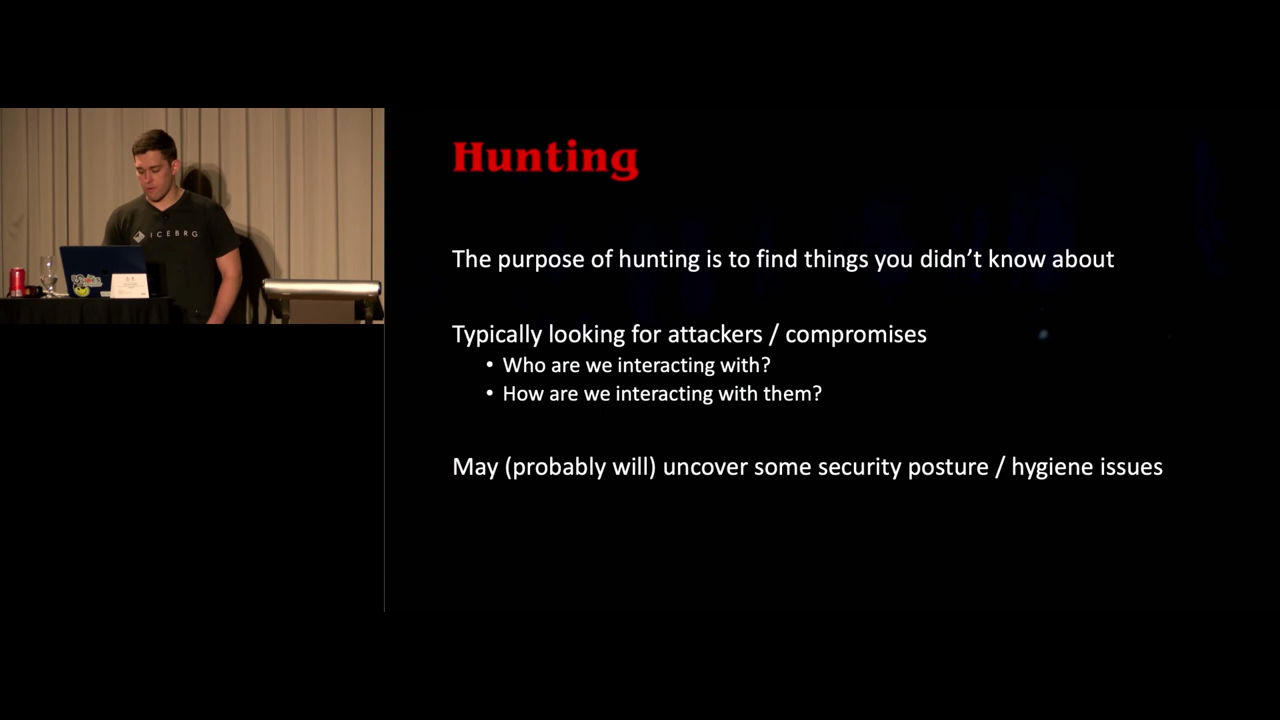 Hunting
The purpose of hunting is to find things you didn't know about
Typically looking for attackers / compromises
• Who are we interacting with?
• How are we interacting with them?
May (probably will) uncover some security posture / hygiene issues
ICEBRG